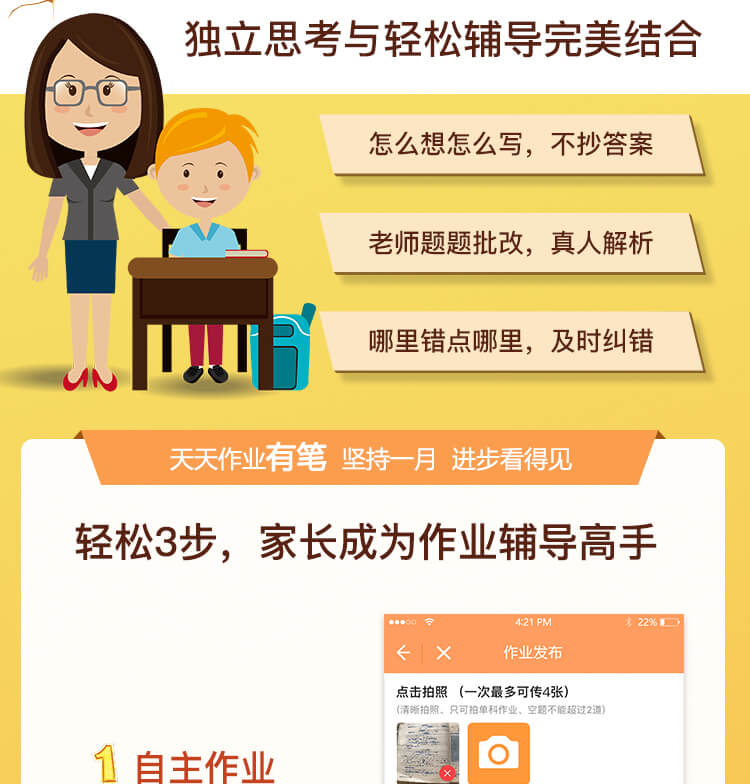 独立思考与轻松辅导完美结合
怎么想怎么写，不抄答案
老师题题批改，真人解析
哪里错点哪里，及时纠错
天天作业有笔 坚持一月 进步看得见
轻松3步，家长成为作业辅导高手
4:21 PM 22%
作业发布
点击拍照 （一次最多可传4张）
(清晰拍照、只可拍单科作业、空题不能超过2道)
1 自主作业